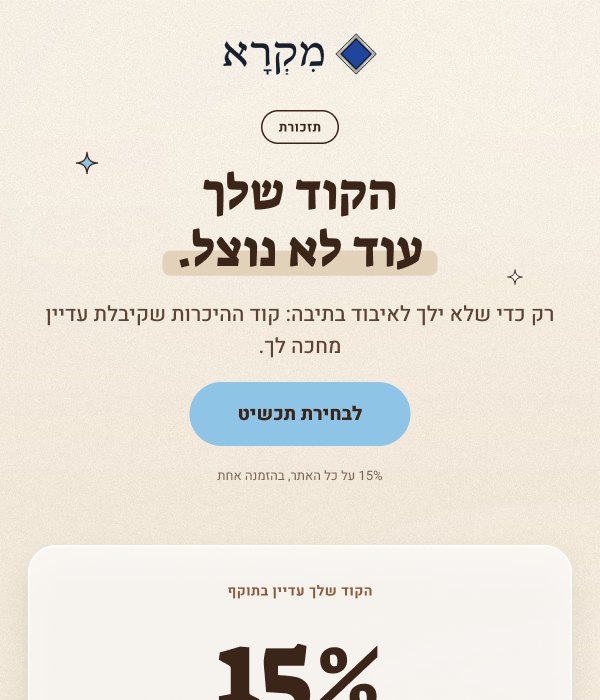 מִקְרָא
תזכורת
הקוד שלך
עוד לא נוצל.
רק כדי שלא ילך לאיבוד בתיבה: קוד ההיכרות שקיבלת עדיין
מחכה לך.
לבחירת תכשיט
15% על כל האתר, בהזמנה אחת
הקוד שלך עדיין בתוקף
15%